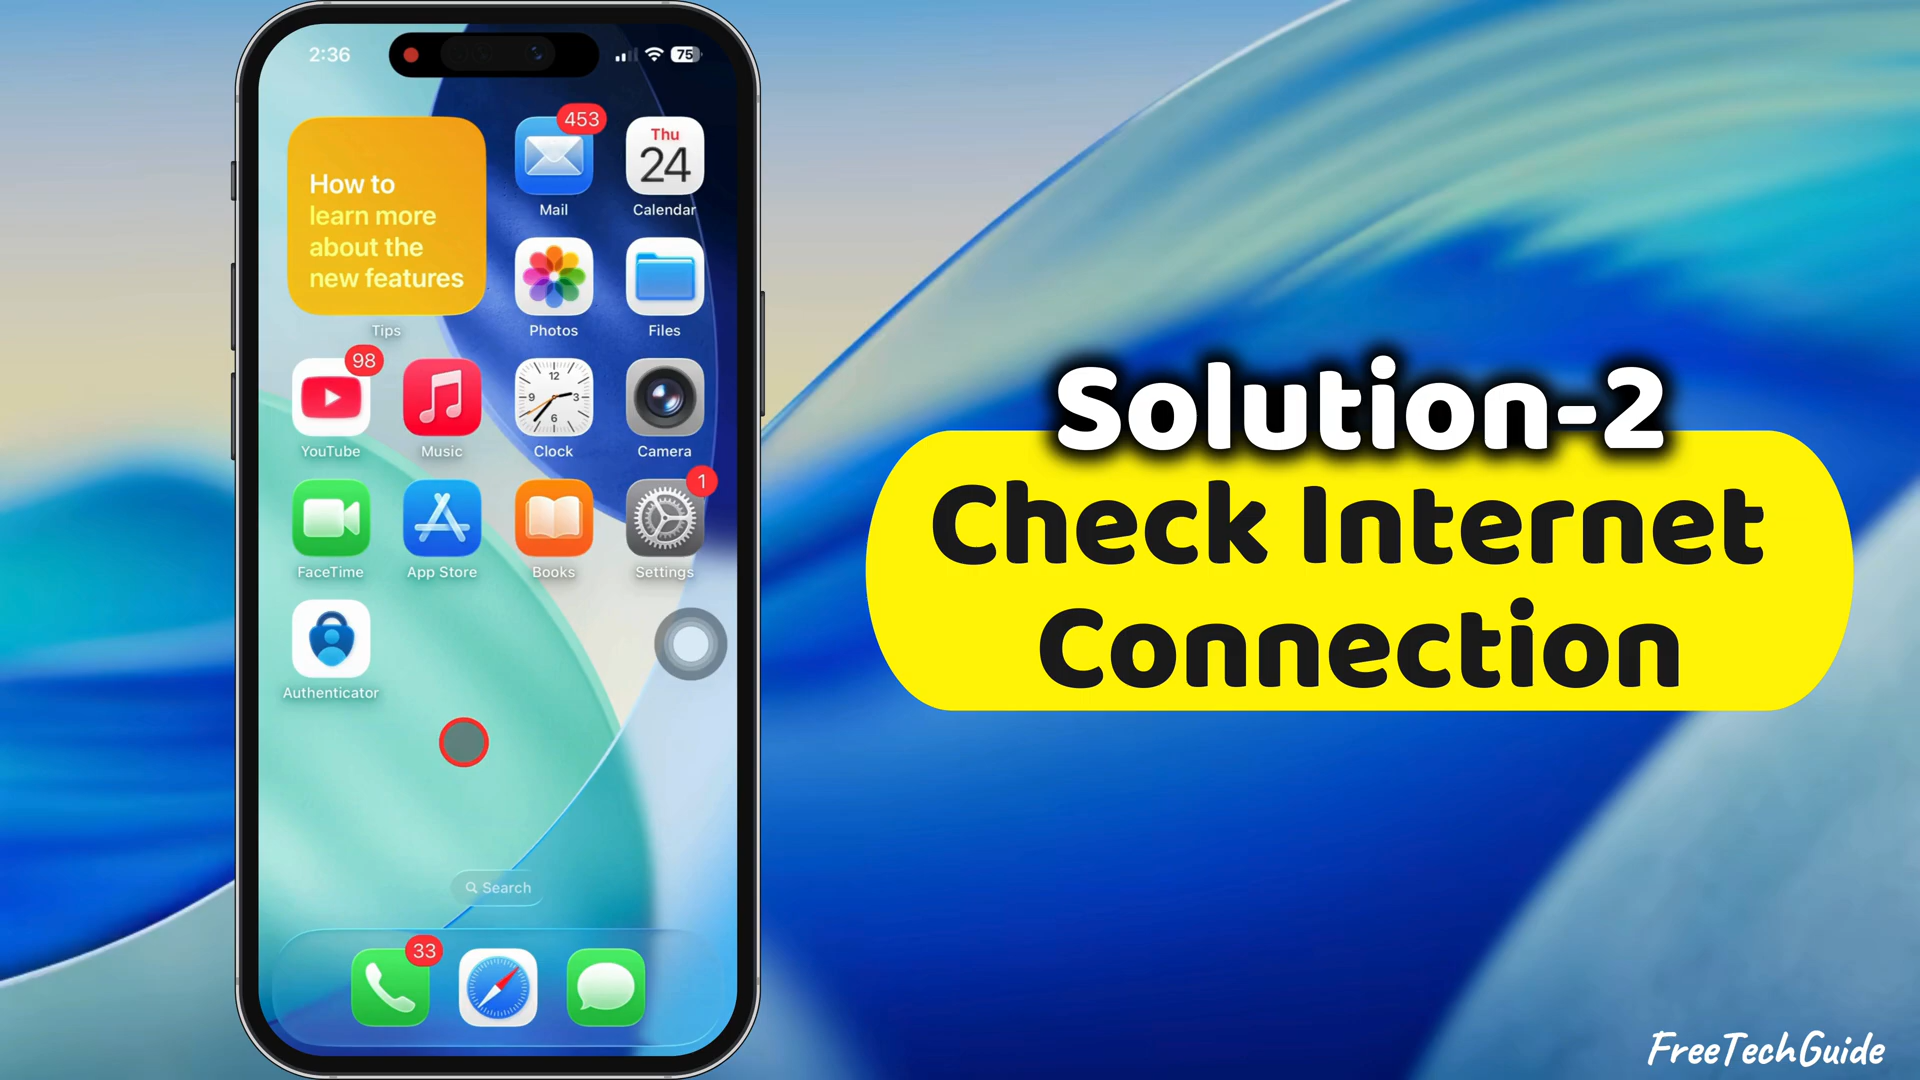 2:36
75
How to
learn more
about the
new features
Tips
453
Mail
Thu
24
Calendar
Photos
Files
98
YouTube
Music
12
9
3
6
Clock
Camera
FaceTime
App Store
Books
1
Settings
Authenticator
Search
33
Solution-2
Check Internet
Connection
FreeTechGuide